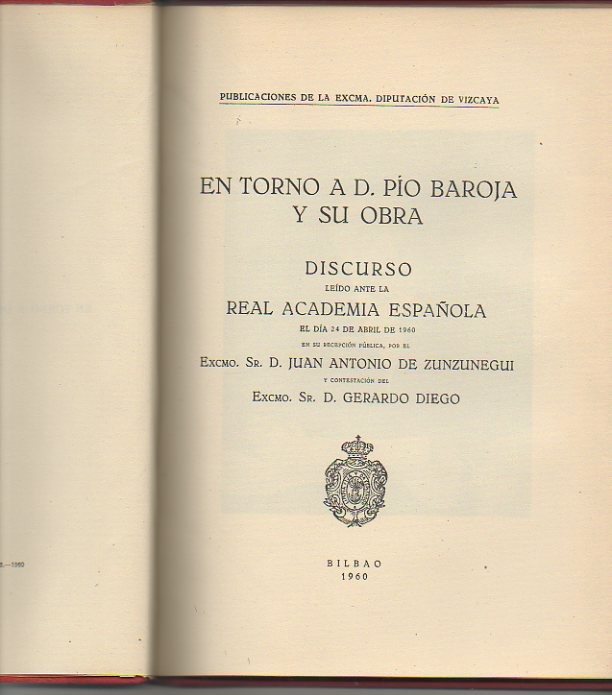 PUBLICACIONES DE LA EXCMA. DIPUTACIÓN DE VIZCAYA
EN TORNO A D. PÍO BAROJA
Y SU OBRA
DISCURSO
LEÍDO ANTE LA
REAL ACADEMIA ESPAÑOLA
EL DÍA 24 DE ABRIL DE 1960
EN SU RECEPCIÓN PÚBLICA, POR EL
EXCMO. SR. D. JUAN ANTONIO DE ZUNZUNEGUI
Y CONTESTACIÓN DEL
EXCMO. SR. D. GERARDO DIEGO
BILBAO
1960
.—1960